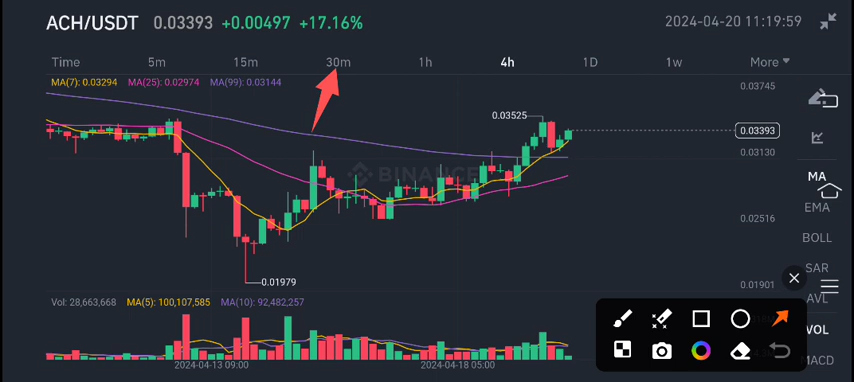 ACH/USDT 0.03393 +0.00497 +17.16% 2024-04-20 11:19:59
Time 5m 15m 30m 1h 4h 1D 1w More
MA(7): 0.03294 MA(25): 0.02974 MA(99): 0.03144
0.03745
0.03525
0.03393
0.03130
BINANCE
MA
EMA
0.02516
BOLL
SAR
0.01979
0.01901
AVL
Vol: 28,663,668 MA(5): 100,107,585 MA(10): 92,482,257
VOL
MACD
2024-04-13 09:00 2024-04-18 05:00